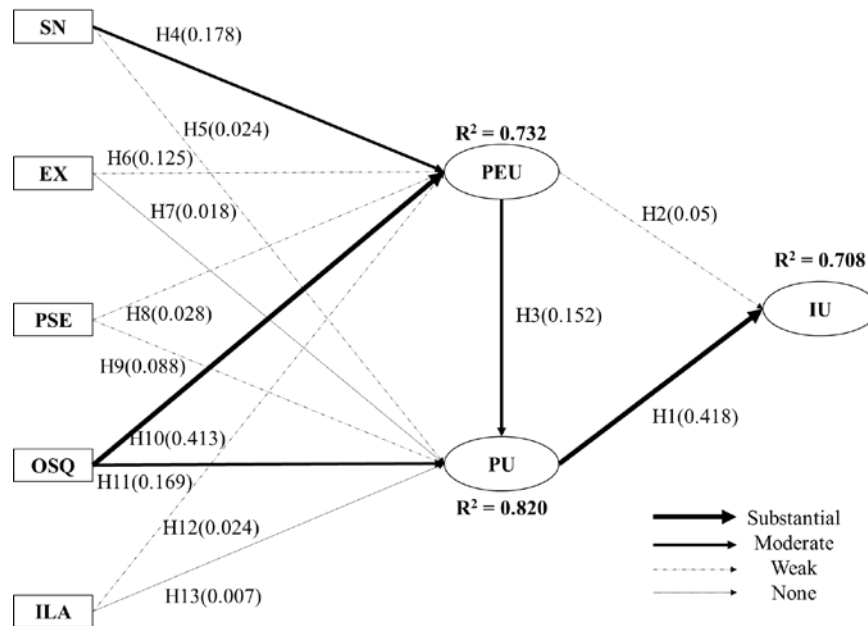 SN
H4(0.178)
H5(0.024)
R² = 0.732
EX
H6(0.125)
PEU
H7(0.018)
H2(0.05)
R² = 0.708
PSE
H8(0.028)
H3(0.152)
IU
H9(0.088)
H1(0.418)
H10(0.413)
OSQ
PU
H11(0.169)
R² = 0.820
Substantial
H12(0.024)
Moderate
Weak
H13(0.007)
None
ILA